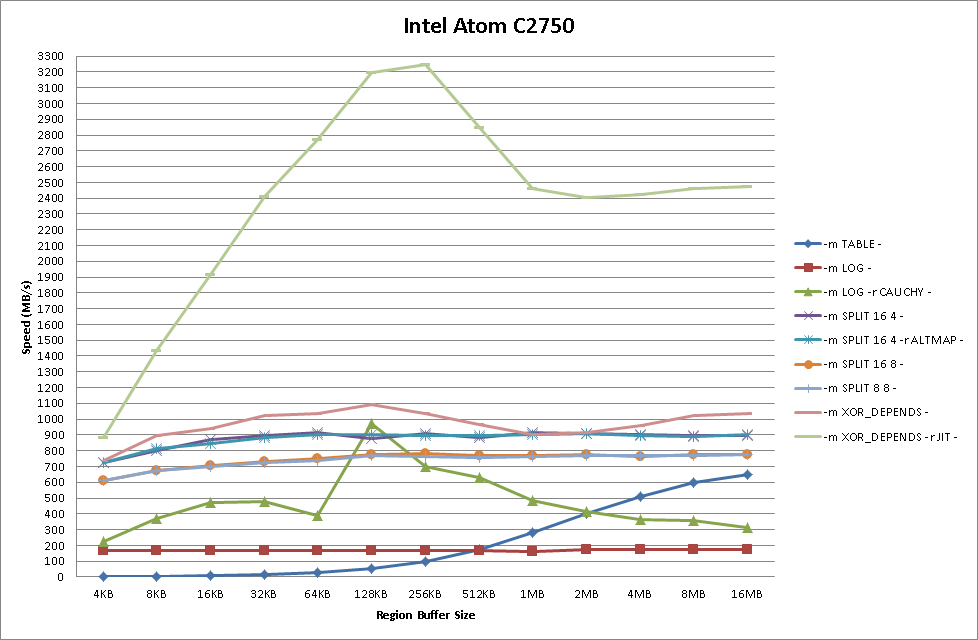 Intel Atom C2750
3300
3200
3100
3000
2900
2800
2700
2600
2500
2400
2300
2200
2100
2000
1900
1800
1700
1600
1500
1400
1300
1200
1100
1000
900
800
700
600
500
400
300
200
100
0
Speed (MB/s)
4KB 8KB 16KB 32KB 64KB 128KB 256KB 512KB 1MB 2MB 4MB 8MB 16MB
Region Buffer Size
-m TABLE -
-m LOG -
-m LOG -r CAUCHY -
-m SPLIT 16 4 -
-m SPLIT 16 4 -r ALTMAP -
-m SPLIT 16 8 -
-m SPLIT 8 8 -
-m XOR_DEPENDS -
-m XOR_DEPENDS -r JIT -